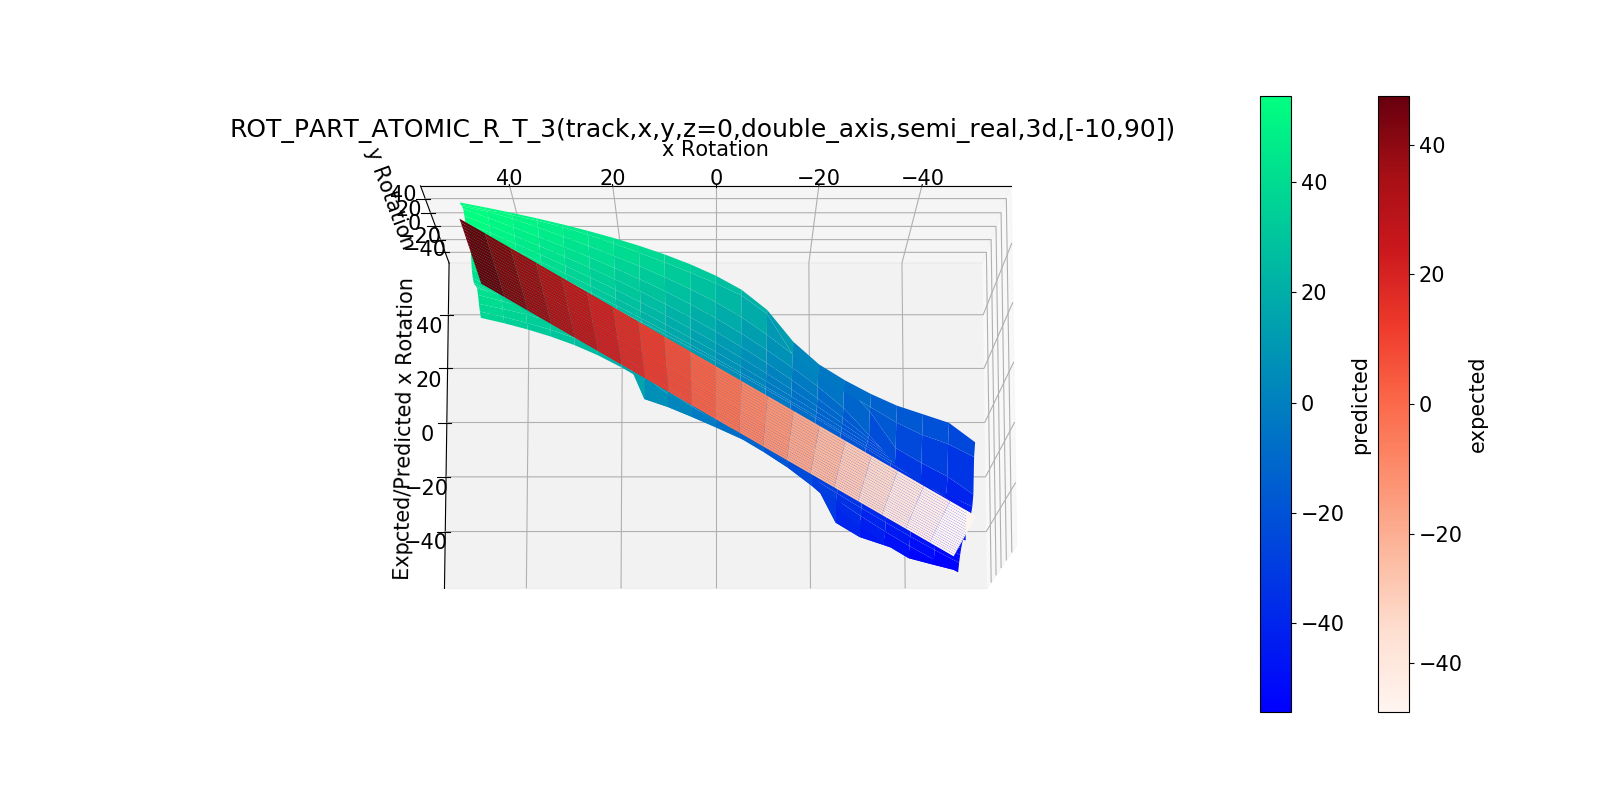 ROT_PART_ATOMIC_R_T_3(track,x,y,z=0,double_axis,semi_real,3d,[-10,90])
x Rotation
40 20 0 −20 −40
y Rotation
40
20
0
−20
−40
Expcted/Predicted x Rotation
40
20
0
−20
−40
40
20
0
−20
−40
predicted
40
20
0
−20
−40
expected